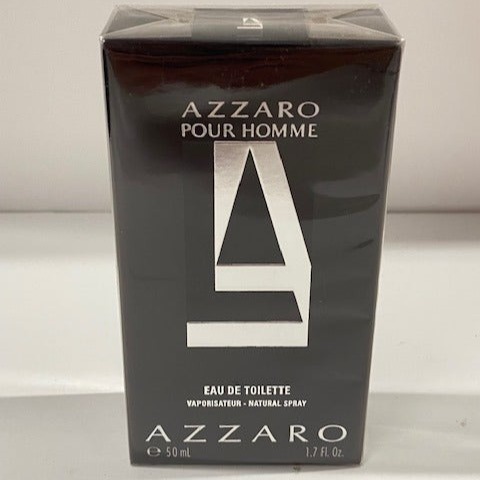 AZZARO
POUR HOMME
EAU DE TOILETTE
VAPORISATEUR - NATURAL SPRAY
AZZARO
℮ 50 mL 1.7 Fl. Oz.